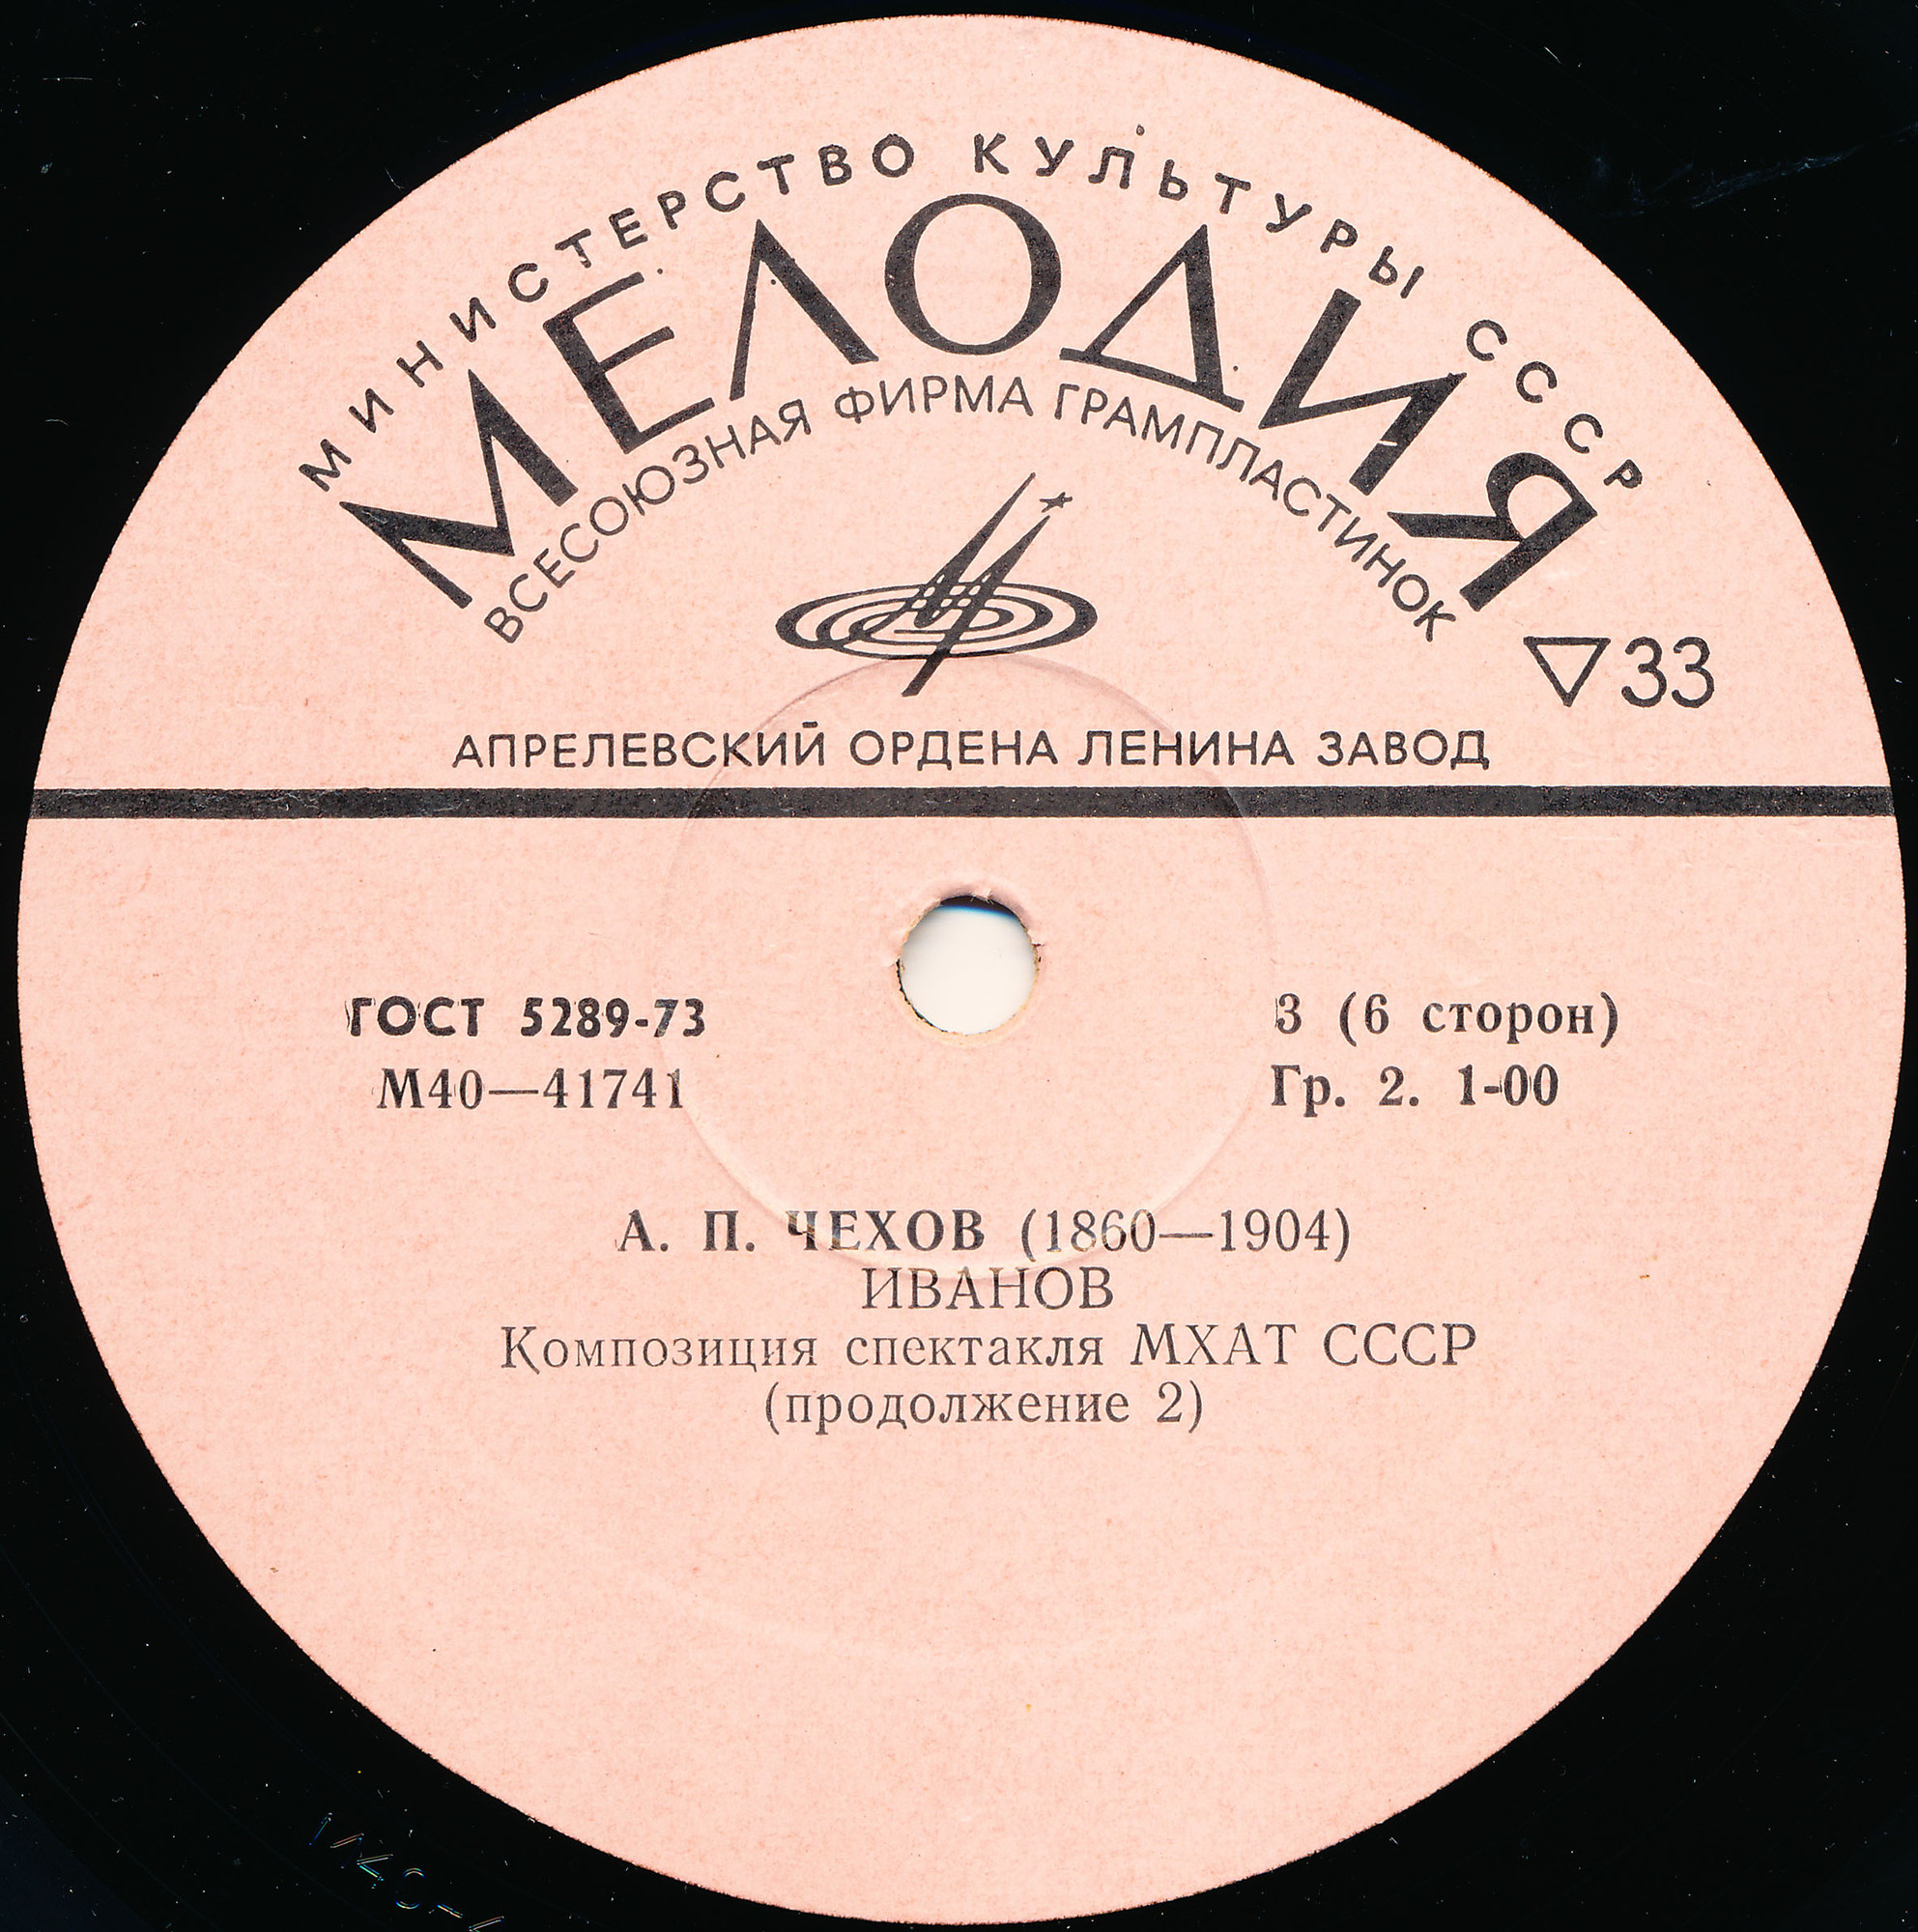 МИНИСТЕРСТВО КУЛЬТУРЫ СССР
МЕЛОДИЯ
ВСЕСОЮЗНАЯ ФИРМА ГРАМПЛАСТИНОК
▽33
АПРЕЛЕВСКИЙ ОРДЕНА ЛЕНИНА ЗАВОД
ГОСТ 5289-73
3 (6 сторон)
М40—41741
Гр. 2. 1-00
А. П. ЧЕХОВ (1860—1904)
ИВАНОВ
Композиция спектакля МХАТ СССР
(продолжение 2)